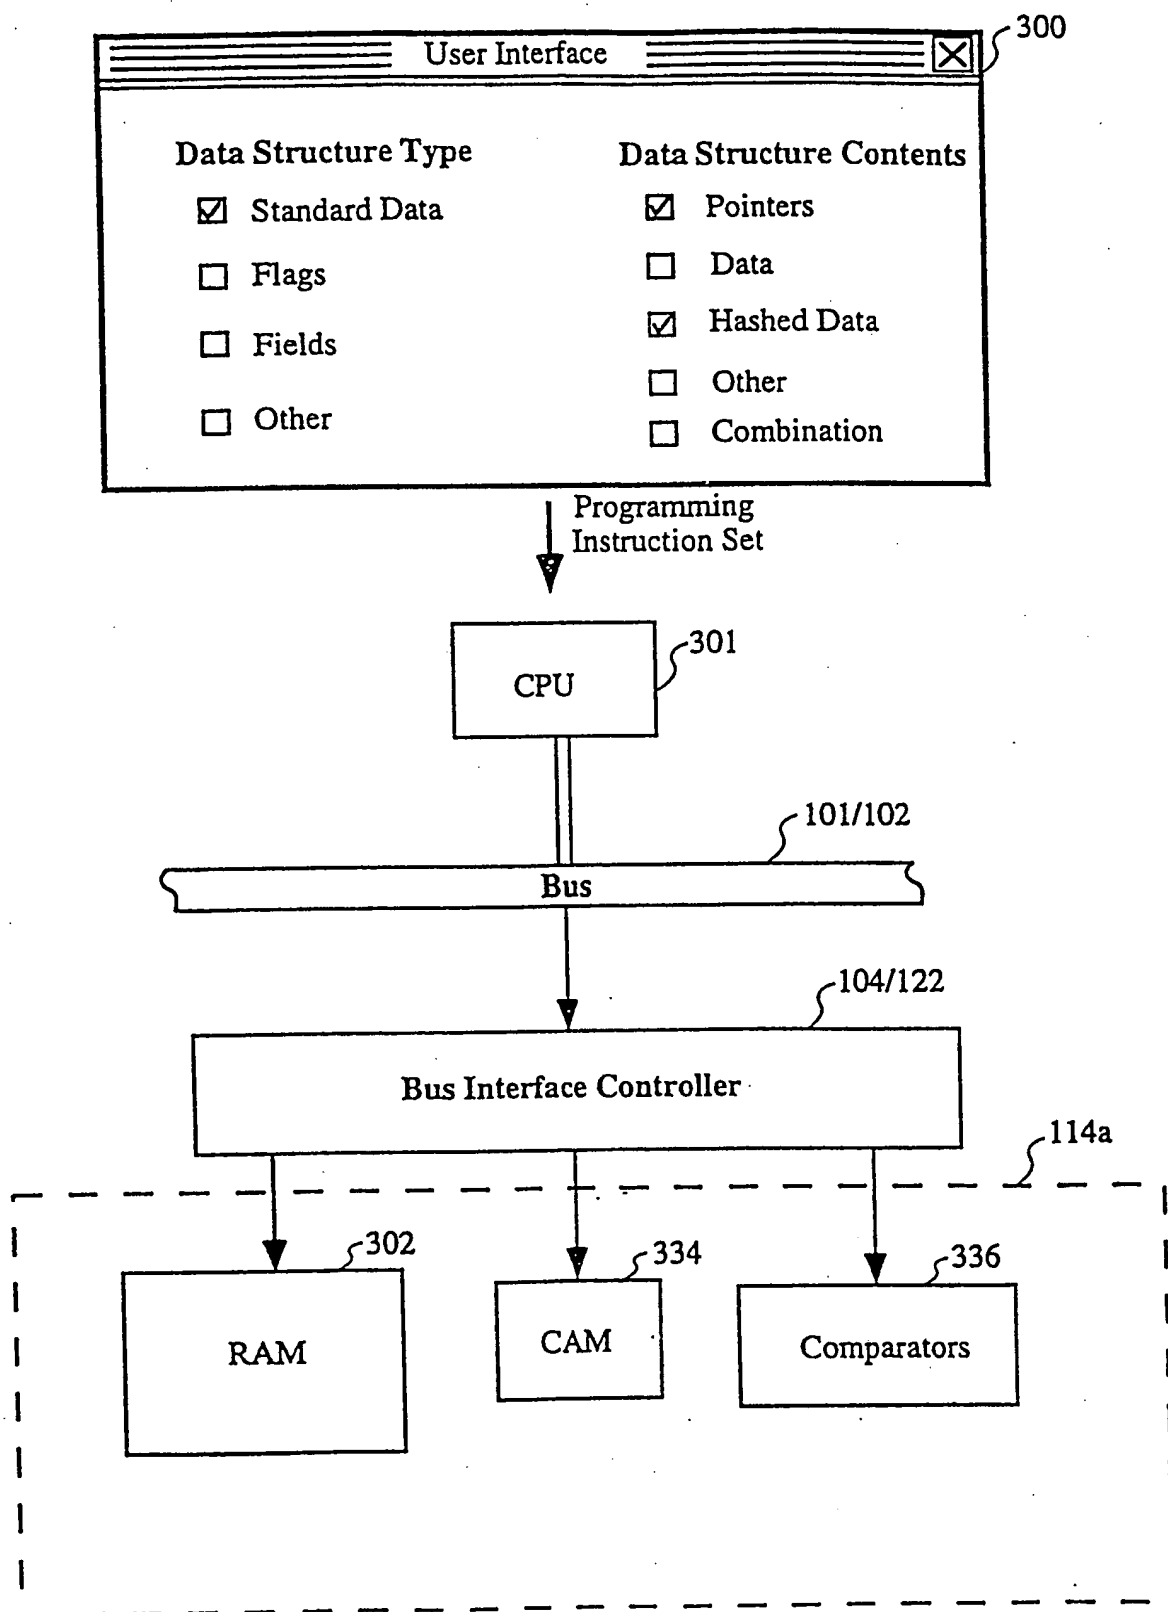 300
User Interface
Data Structure Type
Data Structure Contents
Standard Data
Pointers
Flags
Data
Fields
Hashed Data
Other
Other
Combination
Programming
Instruction Set
301
CPU
101/102
Bus
104/122
Bus Interface Controller
114a
302
334
336
RAM
CAM
Comparators